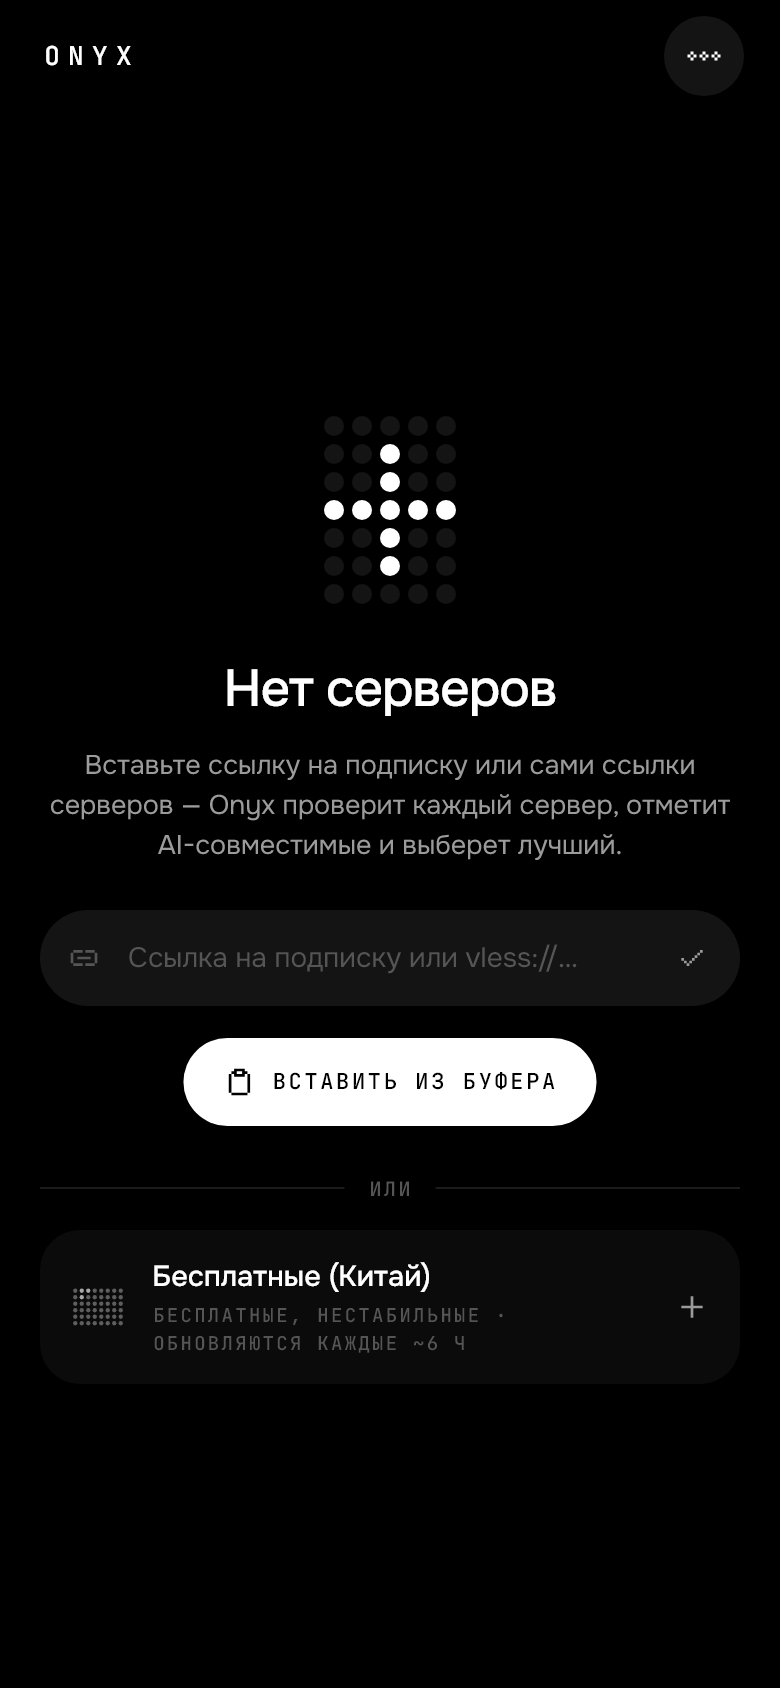 ONYX
Нет серверов
Вставьте ссылку на подписку или сами ссылки
серверов — Onyx проверит каждый сервер, отметит
AI-совместимые и выберет лучший.
Ссылка на подписку или vless://...
ВСТАВИТЬ ИЗ БУФЕРА
ИЛИ
Бесплатные (Китай)
БЕСПЛАТНЫЕ, НЕСТАБИЛЬНЫЕ ·
ОБНОВЛЯЮТСЯ КАЖДЫЕ ~6 Ч